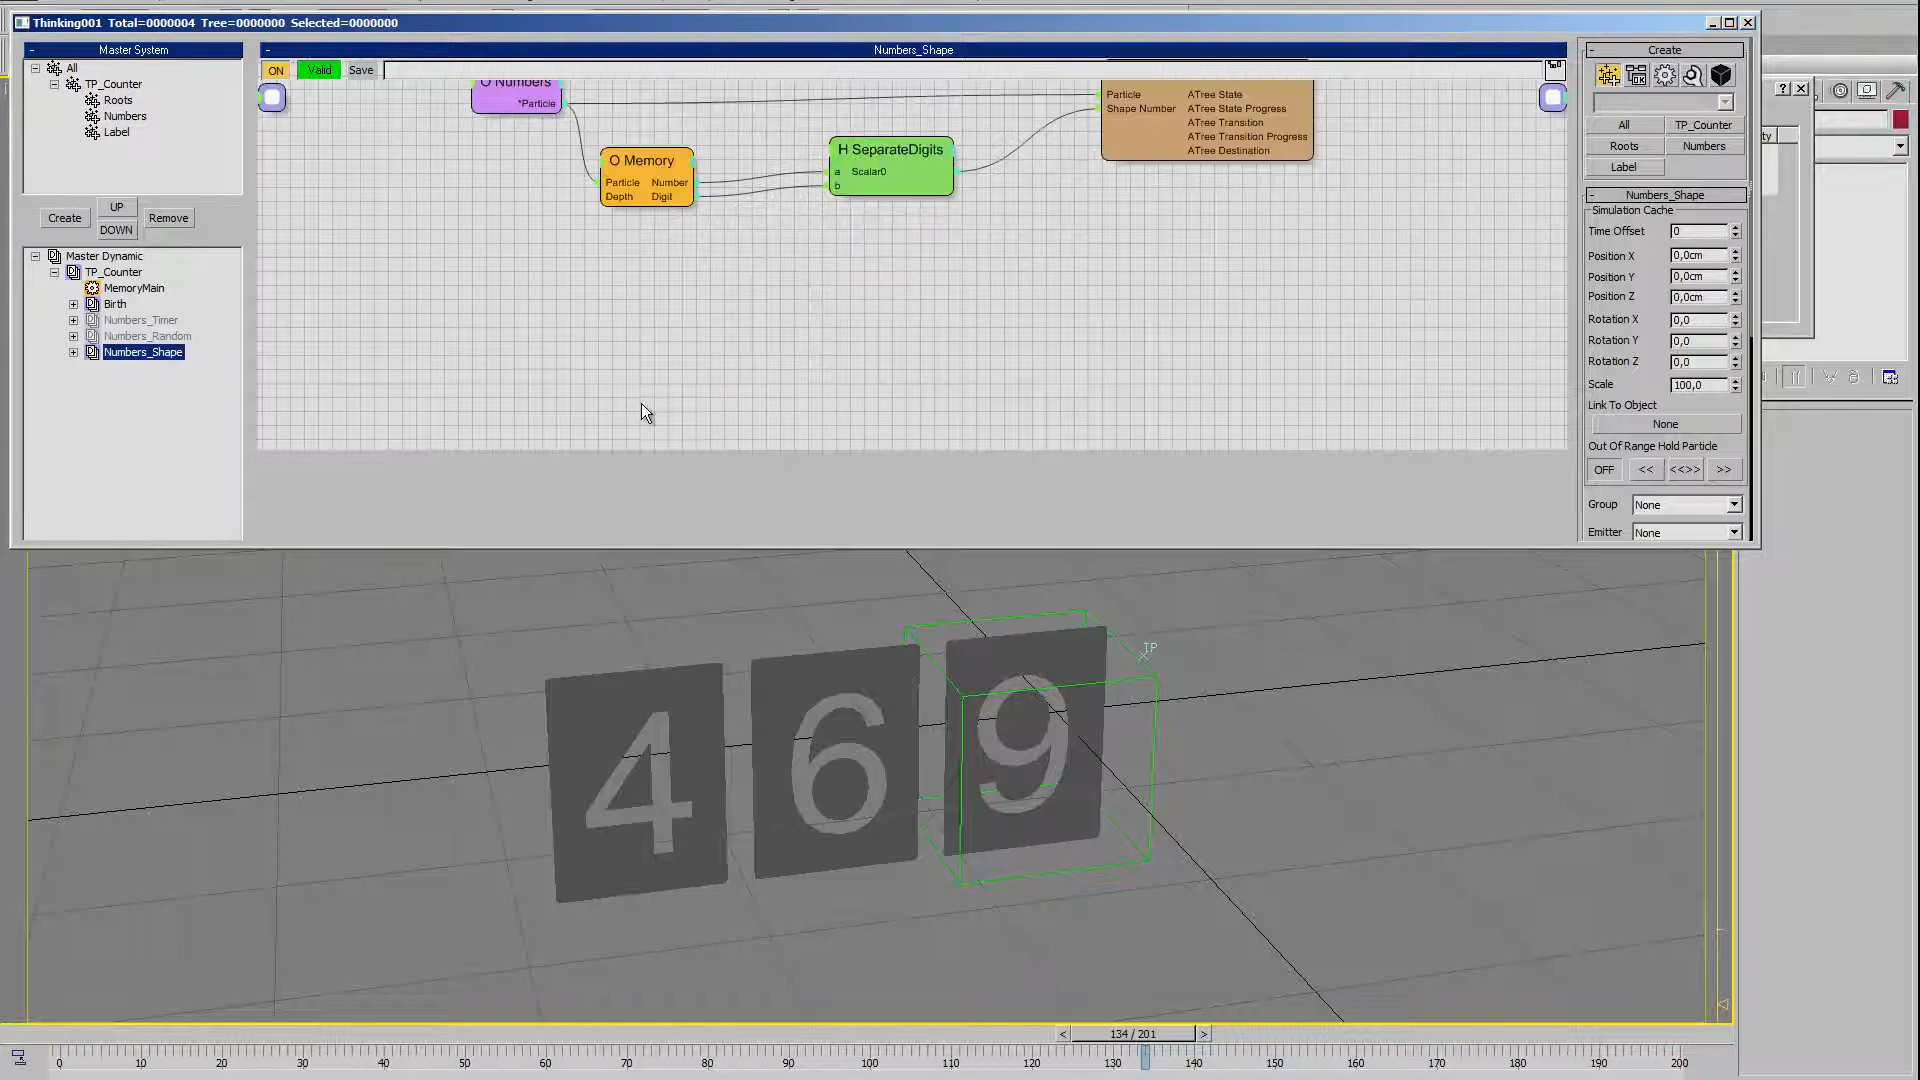 Thinking001 Total=0000004 Tree=0000000 Selected=0000000
- Master System
All
TP_Counter
Roots
Numbers
Label
Create
UP
DOWN
Remove
Master Dynamic
TP_Counter
MemoryMain
Birth
Numbers_Timer
Numbers_Random
Numbers_Shape
- Numbers_Shape
ON Valid Save
O Numbers
*Particle
O Memory
Particle Number
Depth Digit
H SeparateDigits
a Scalar0
b
Particle ATree State
Shape Number ATree State Progress
ATree Transition
ATree Transition Progress
ATree Destination
- Create
All TP_Counter
Roots Numbers
Label
- Numbers_Shape
Simulation Cache
Time Offset 0
Position X 0,0cm
Position Y 0,0cm
Position Z 0,0cm
Rotation X 0,0
Rotation Y 0,0
Rotation Z 0,0
Scale 100,0
Link To Object
None
Out Of Range Hold Particle
OFF << <<>> >>
Group None
Emitter None
ty
TP
4 6 9
< 134 / 201 >
0 10 20 30 40 50 60 70 80 90 100 110 120 130 140 150 160 170 180 190 200